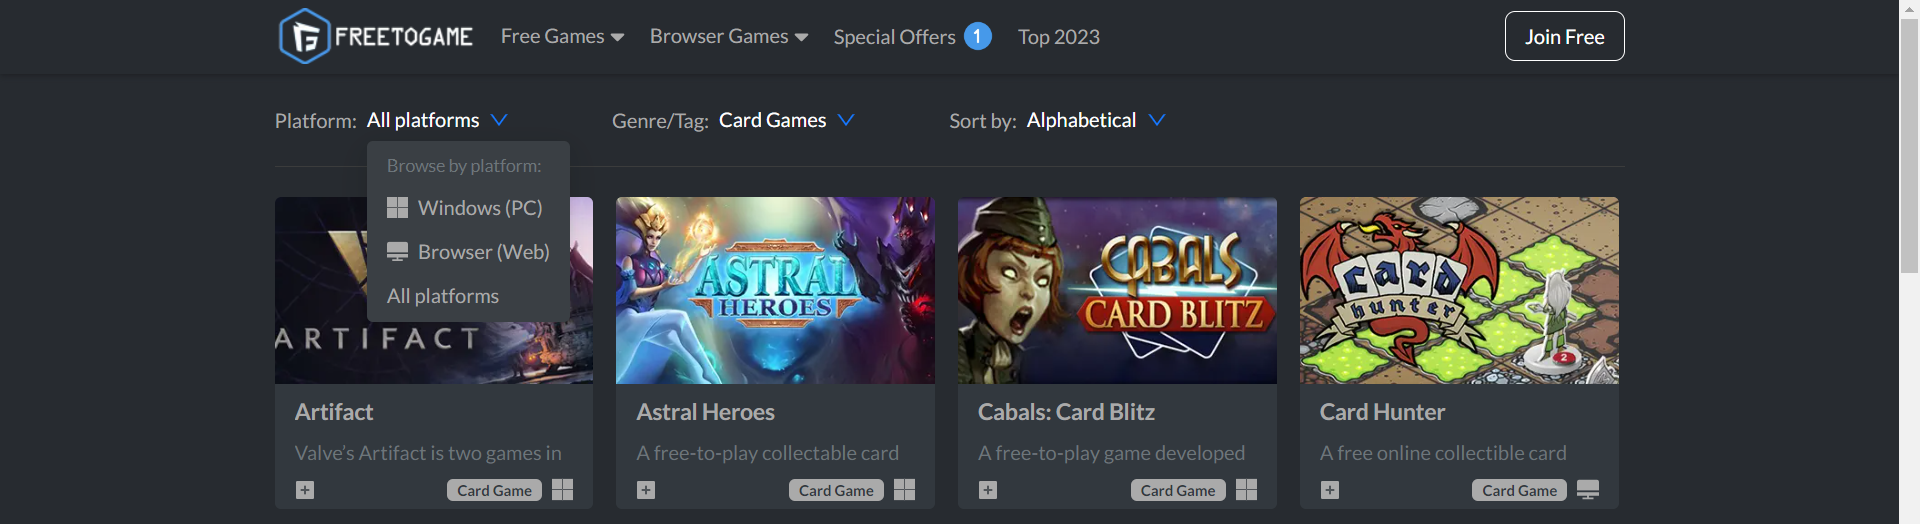 FREETOGAME Free Games Browser Games Special Offers 1 Top 2023 Join Free
Platform: All platforms Genre/Tag: Card Games Sort by: Alphabetical
Browse by platform:
Windows (PC)
Browser (Web)
All platforms
ARTIFACT
ASTRAL
HEROES
CABALS
CARD BLITZ
card
hunter
2
Artifact
Valve’s Artifact is two games in
Card Game
Astral Heroes
A free-to-play collectable card
Card Game
Cabals: Card Blitz
A free-to-play game developed
Card Game
Card Hunter
A free online collectible card
Card Game